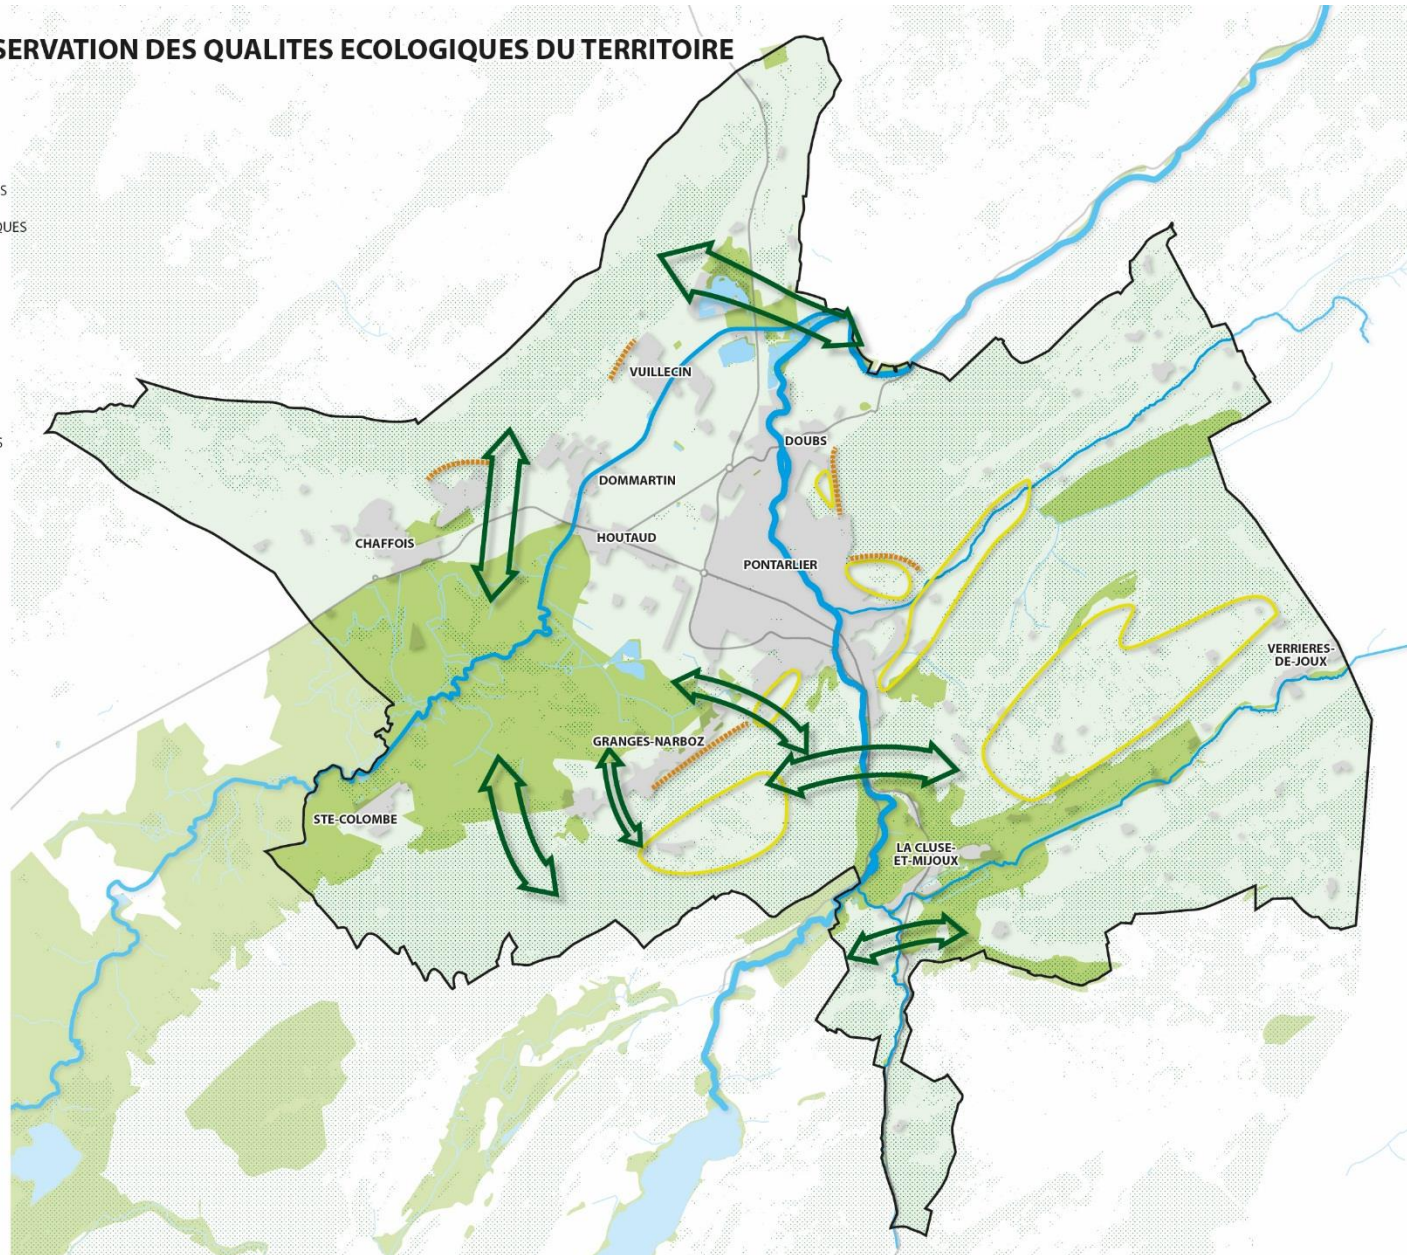 SERVATION DES QUALITES ECOLOGIQUES DU TERRITOIRE
S
QUES
S
VUILLECIN
DOUBS
DOMMARTIN
CHAFFOIS
HOUTAUD
PONTARLIER
VERRIERES-
DE-JOUX
GRANGES-NARBOZ
STE-COLOMBE
LA CLUSE-
ET-MIJOUX